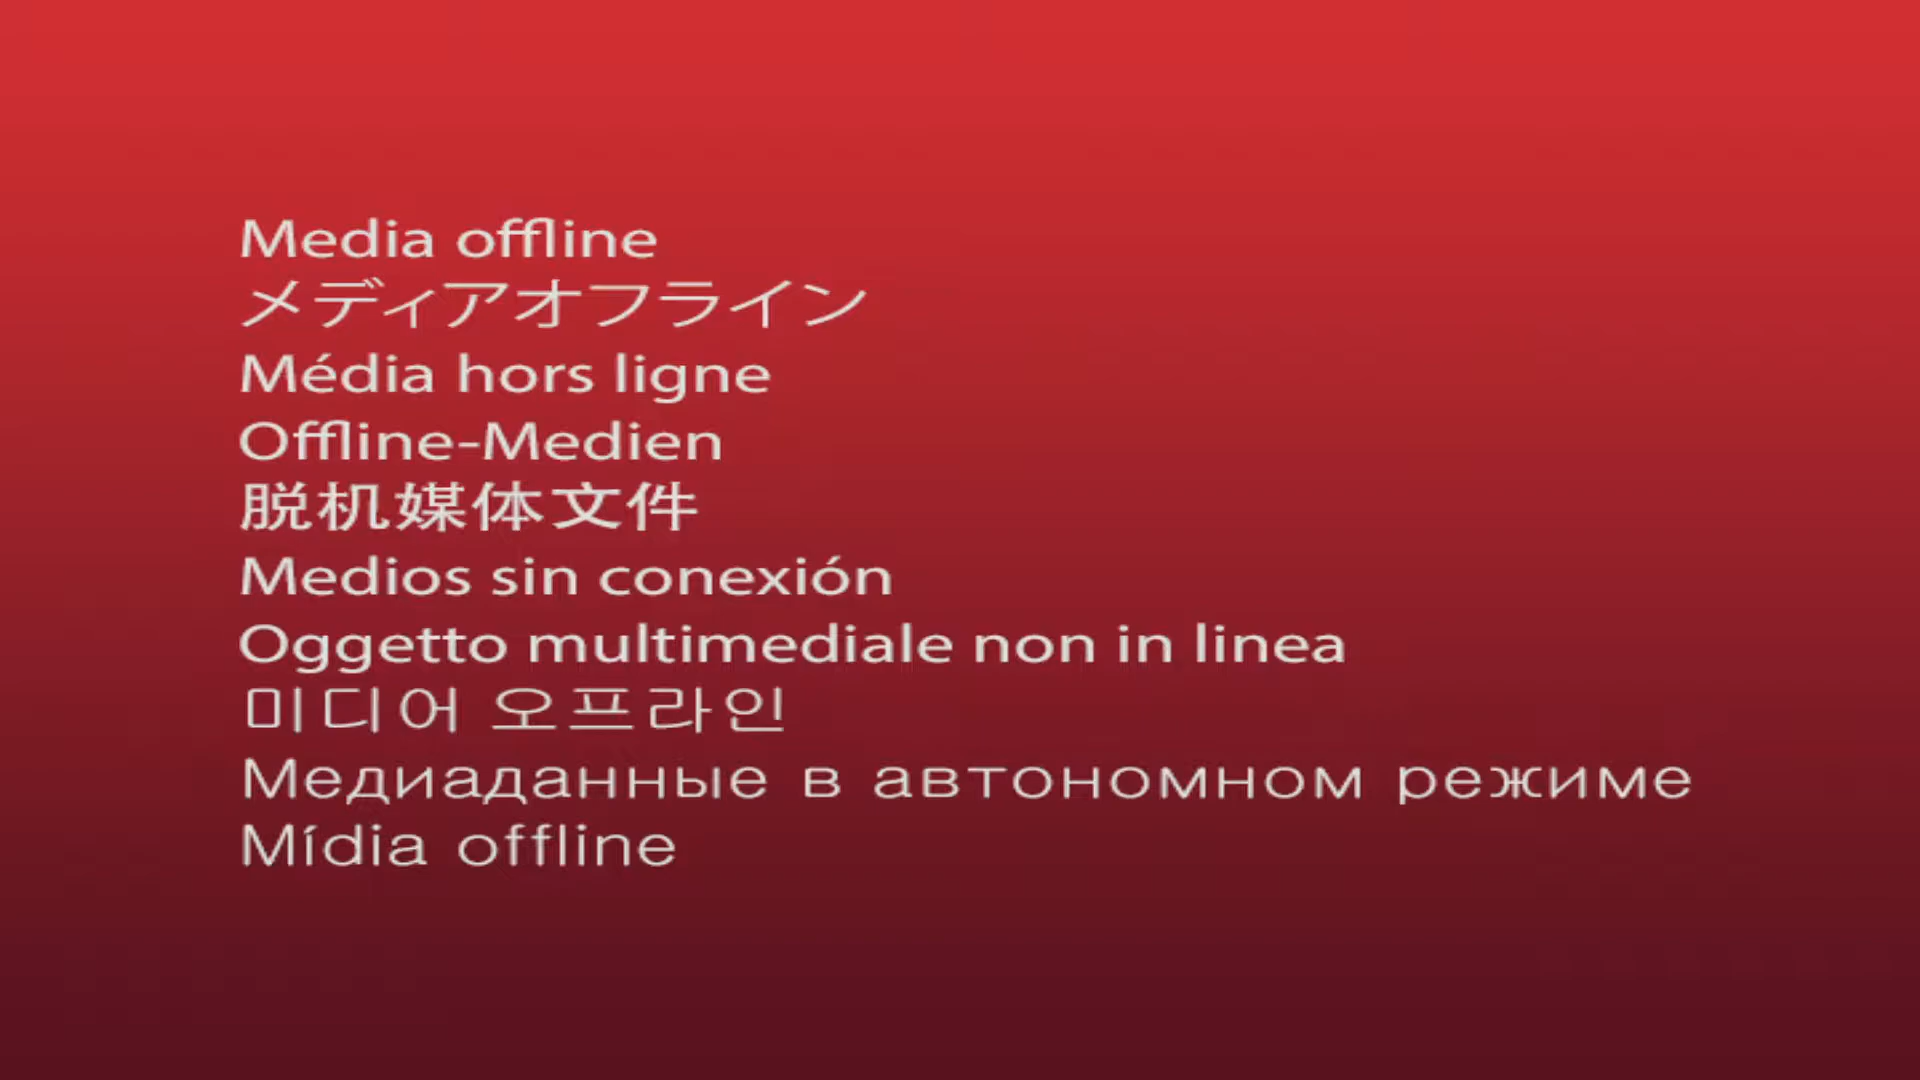 Media offline
メディアオフライン
Média hors ligne
Offline-Medien
脱机媒体文件
Medios sin conexión
Oggetto multimediale non in linea
미디어 오프라인
Медиаданные в автономном режиме
Mídia offline